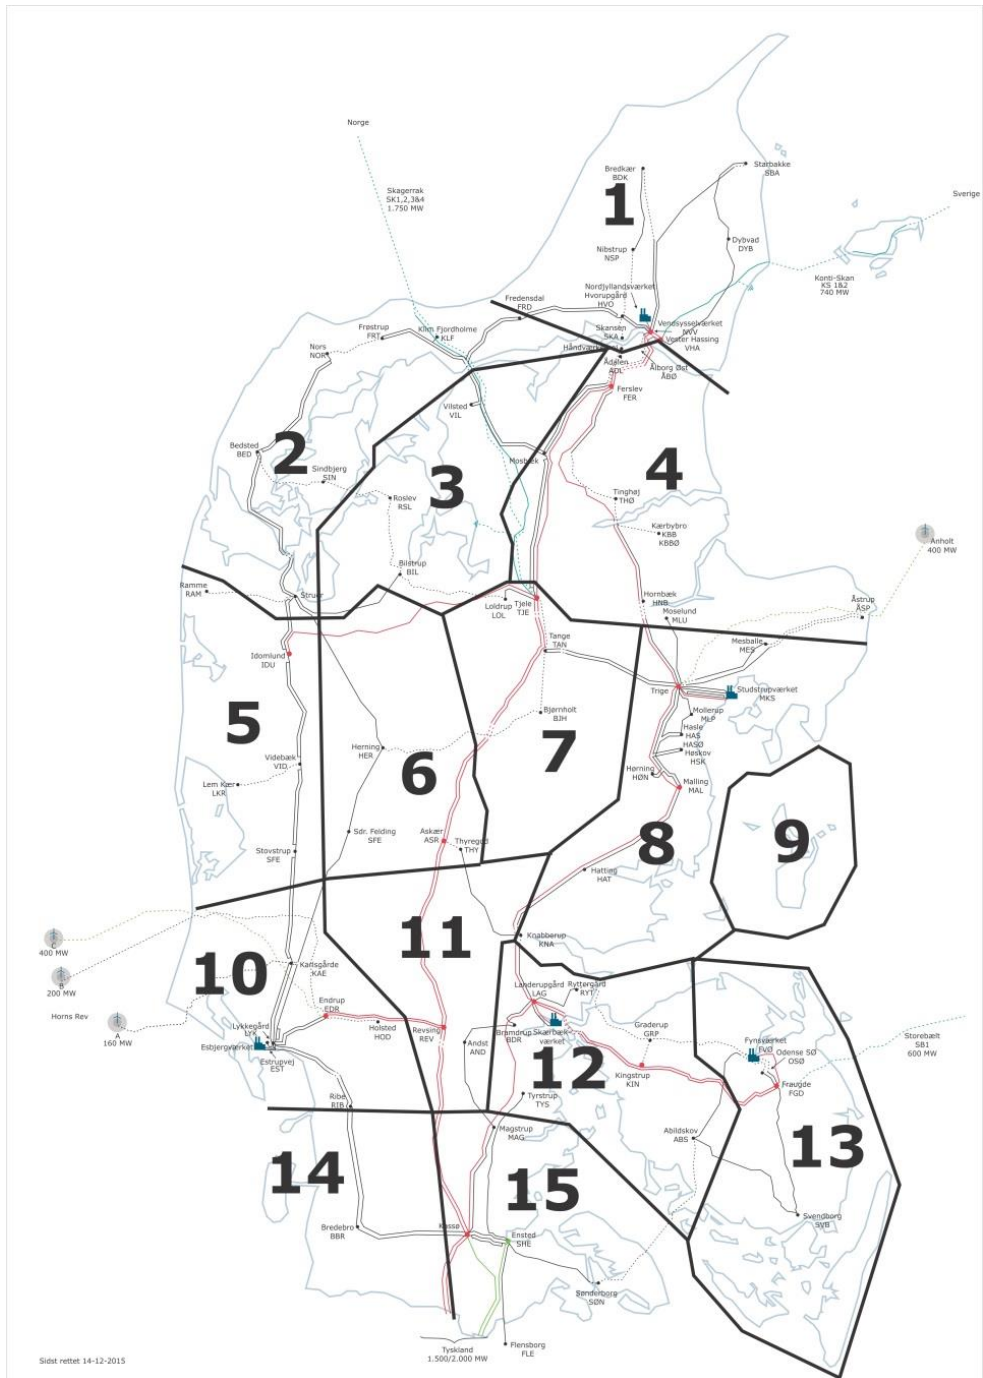 Norge
Skagerrak
SK1,2,3&4
1.750 MW
Bredkær
BDK
Starbakke
SBA
1
Sverige
Dybvad
DYB
Nibstrup
NSP
Konti-Skan
KS 1&2
740 MW
Nordjyllandsværket
Hvorupgård
HVO
Fredensdal
FRD
Frøstrup
FRT
Klim Fjordholme
KLF
Skansen
SKA
Vendsysselværket
NVV
Vester Hassing
VHA
Nors
NOR
Ådalen
ADL
Ålborg Øst
ÅBØ
Ferslev
FER
Vilsted
VIL
Bedsted
BED
2
Mosbæk
4
Sindbjerg
SIN
3
Roslev
RSL
Tinghøj
THØ
Kærbybro
KBB
KBBØ
Anholt
400 MW
Bilstrup
BIL
Ramme
RAM
Struer
Loldrup
LOL
Tjele
TJE
Hornbæk
HNB
Moselund
MLU
Åstrup
ÅSP
Mesballe
MES
Idomlund
IDU
Tange
TAN
Trige
Studstrupværket
MKS
5
Bjørnholt
BJH
Mollerup
MLP
Hasle
HAS
HASØ
Høskov
HSK
Herning
HER
6
7
Videbæk
VID
Lem Kær
LKR
Hørning
HØN
Malling
MAL
Sdr. Felding
SFE
Askær
ASR
Thyregod
THY
8
9
Stovstrup
SFE
Hatting
HAT
11
Knabberup
KNA
C
400 MW
B
200 MW
10
Karlsgårde
KAE
Horns Rev
A
160 MW
Endrup
EDR
Landerupgård
LAG
Ryttergård
RYT
Lykkegård
LYK
Esbjergværket
Estrupvej
EST
Holsted
HOD
Revsing
REV
Bramdrup
BDR
Skærbæk-
værket
Graderup
GRP
Andst
AND
12
Kingstrup
KIN
Fynsværket
FVØ
Odense SØ
OSØ
Storebælt
SB1
600 MW
Fraugde
FGD
Ribe
RIB
Tyrstrup
TYS
Magstrup
MAG
Abildskov
ABS
13
14
15
Bredebro
BBR
Kassø
Ensted
SHE
Svendborg
SVB
Sønderborg
SØN
Tyskland
1.500/2.000 MW
Flensborg
FLE
Sidst rettet 14-12-2015